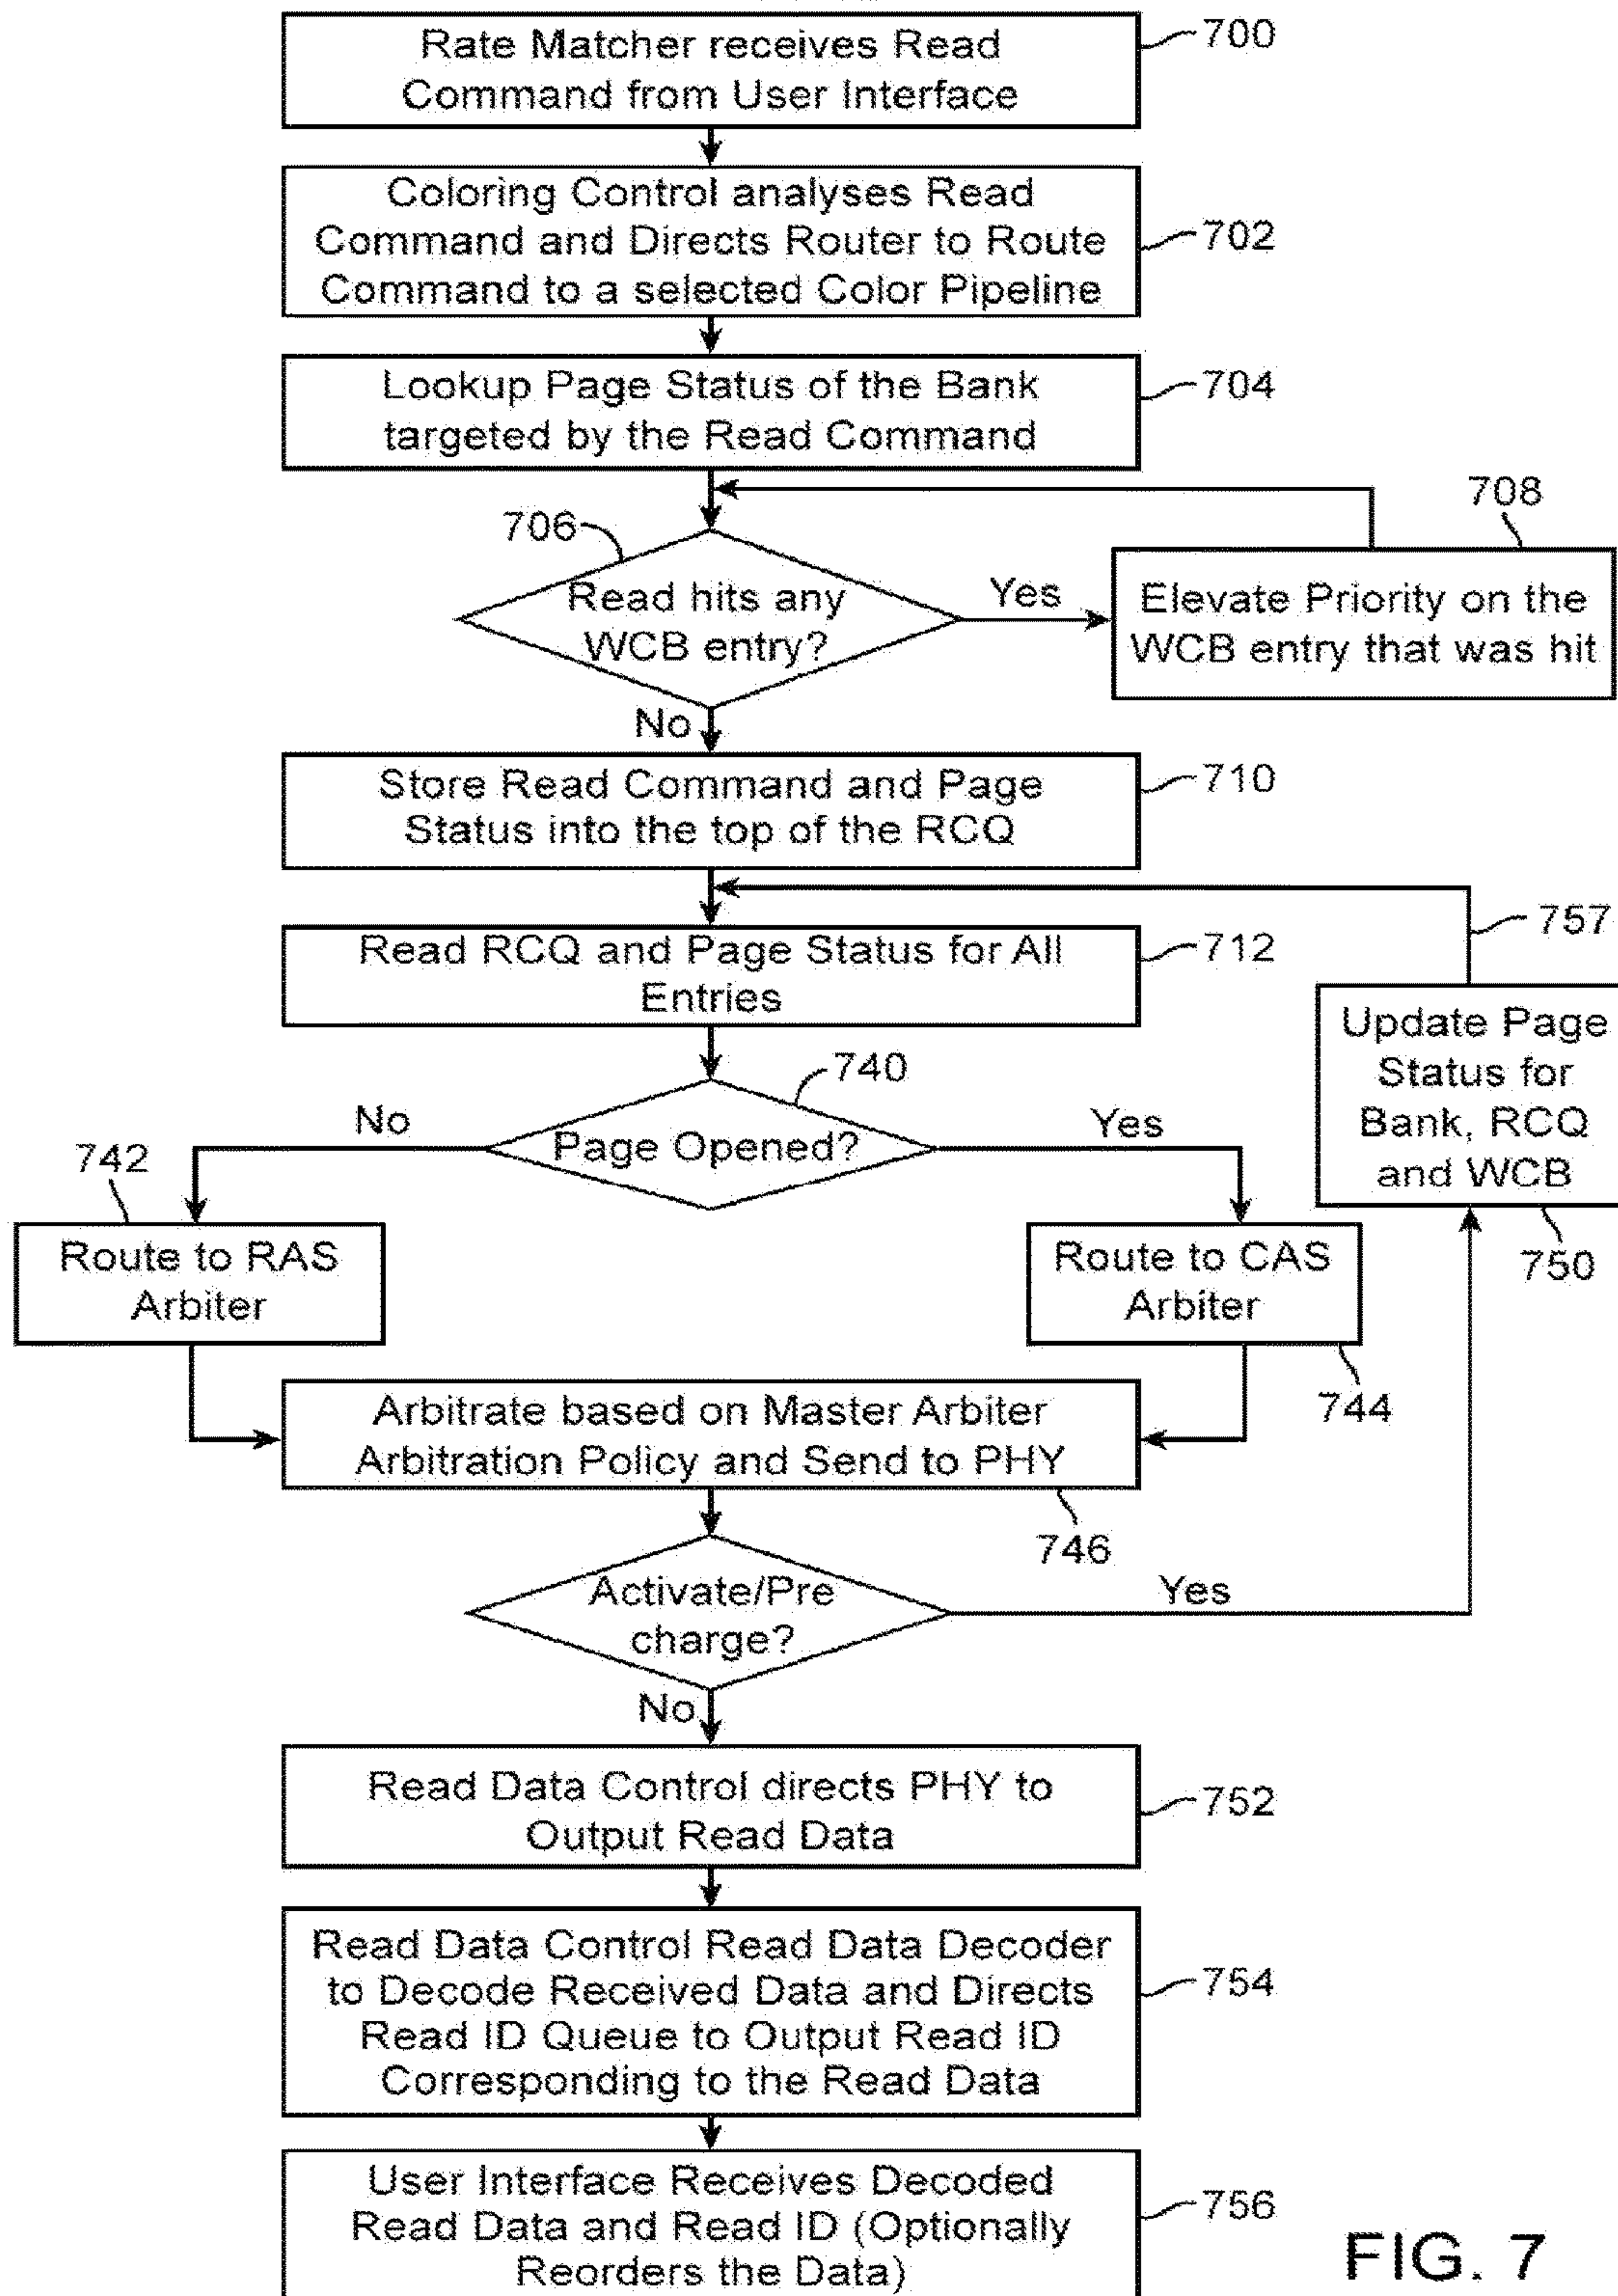 Rate Matcher receives Read
Command from User Interface
700
Coloring Control analyses Read
Command and Directs Router to Route
Command to a selected Color Pipeline
702
Lookup Page Status of the Bank
targeted by the Read Command
704
706
Read hits any
WCB entry?
Yes
708
Elevate Priority on the
WCB entry that was hit
No
Store Read Command and Page
Status into the top of the RCQ
710
Read RCQ and Page Status for All
Entries
712
757
Update Page
Status for
Bank, RCQ
and WCB
750
740
Page Opened?
No
Yes
742
Route to RAS
Arbiter
Route to CAS
Arbiter
744
Arbitrate based on Master Arbiter
Arbitration Policy and Send to PHY
746
Activate/Pre
charge?
Yes
No
Read Data Control directs PHY to
Output Read Data
752
Read Data Control Read Data Decoder
to Decode Received Data and Directs
Read ID Queue to Output Read ID
Corresponding to the Read Data
754
User Interface Receives Decoded
Read Data and Read ID (Optionally
Reorders the Data)
756
FIG. 7